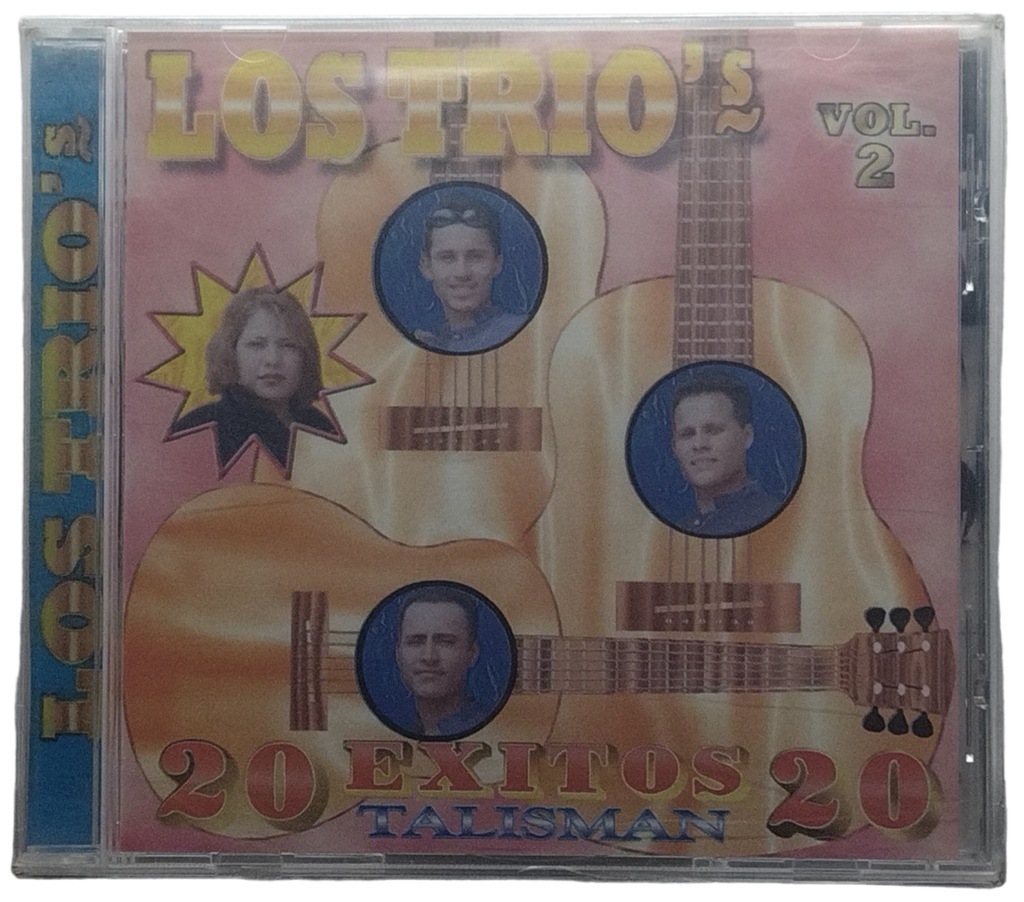 LOS TRIO's
LOS TRIO's
VOL.
2
20 EXITOS 20
TALISMAN